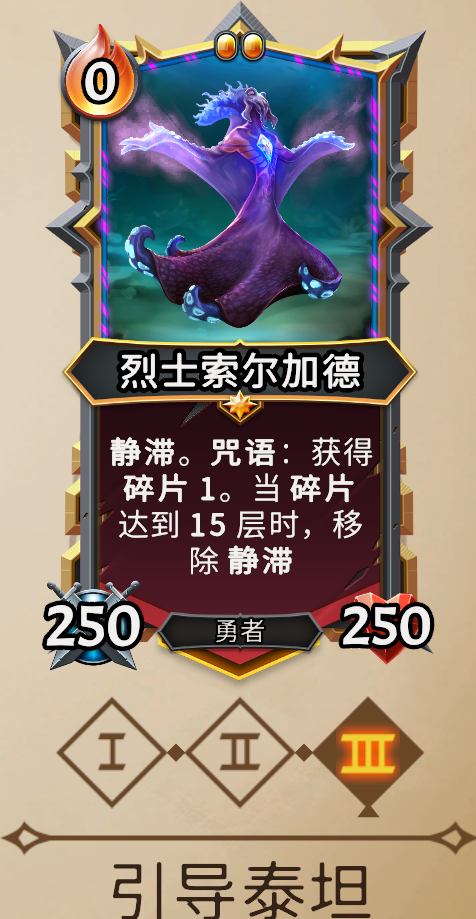 0
烈士索尔加德
静滞。咒语：获得
碎片 1。当 碎片
达到 15 层时，移
除 静滞
250 勇者 250
I II III
引导泰坦